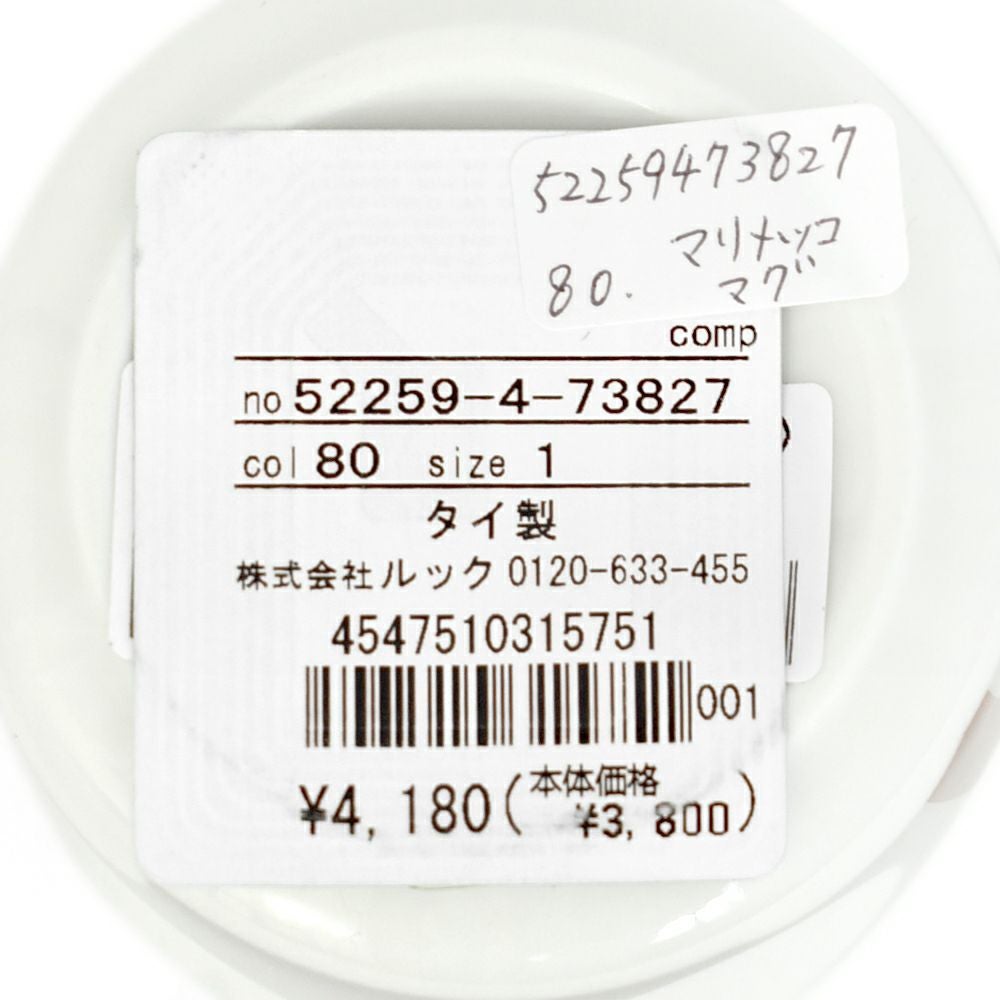 52259473827
マリメッコ
80. マグ
comp
no 52259-4-73827
col 80 size 1
タイ製
株式会社ルック 0120-633-455
4547510315751
001
¥4,180(本体価格
¥3,800)